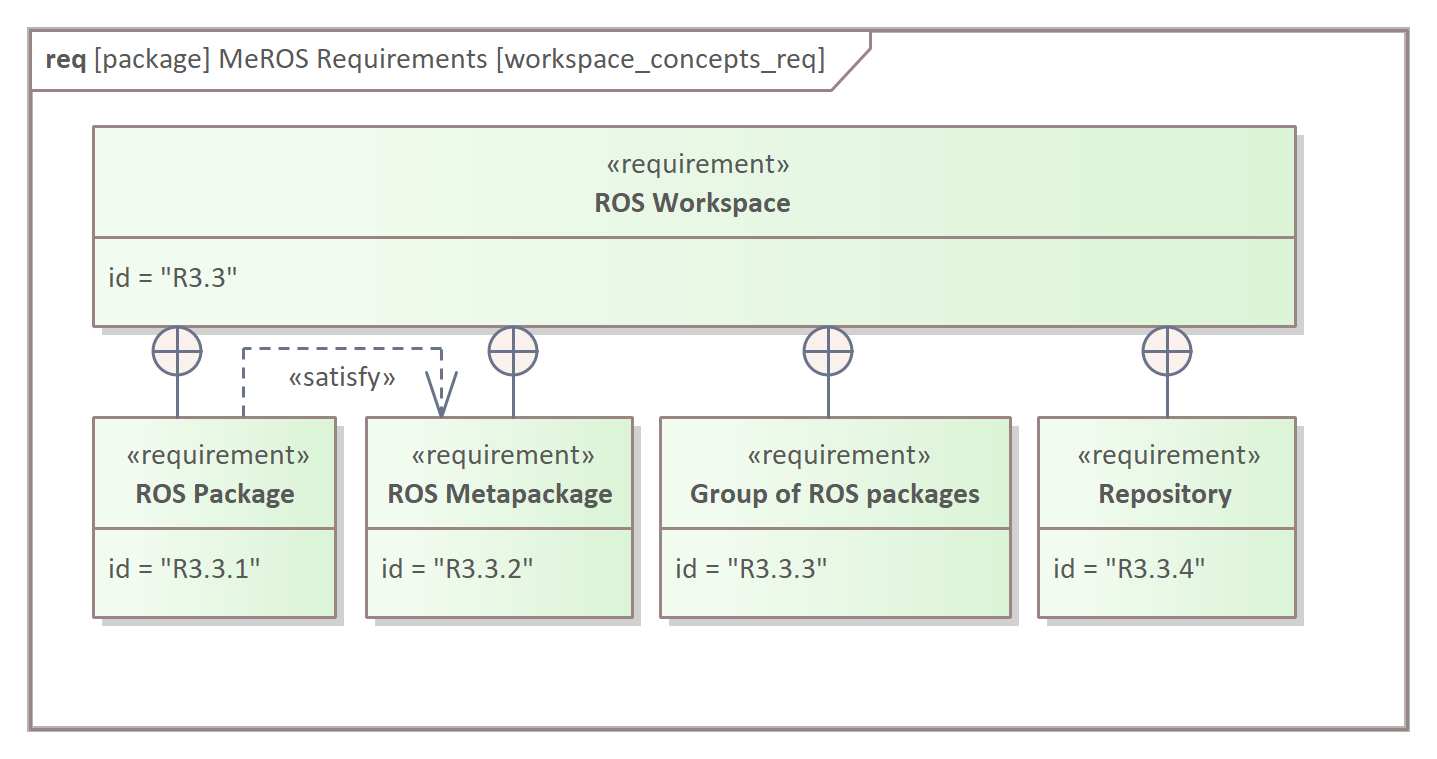 req [package] MeROS Requirements [workspace_concepts_req]
«requirement»
ROS Workspace
id = "R3.3"
«satisfy»
«requirement»
ROS Package
id = "R3.3.1"
«requirement»
ROS Metapackage
id = "R3.3.2"
«requirement»
Group of ROS packages
id = "R3.3.3"
«requirement»
Repository
id = "R3.3.4"